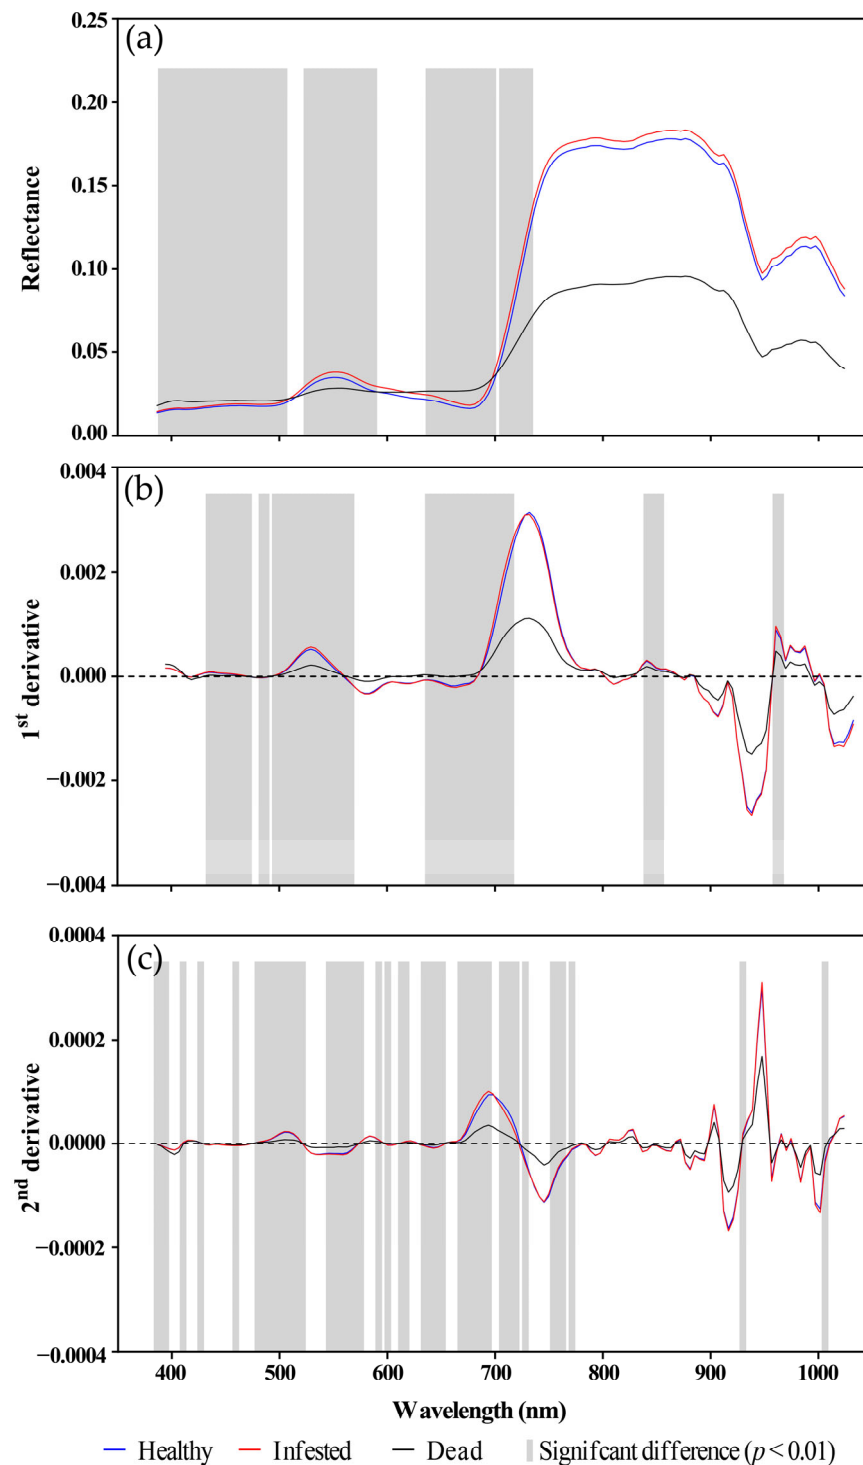 (a)
0.25
0.20
0.15
0.10
0.05
0.00
Reflectance
(b)
0.004
0.002
0.000
−0.002
−0.004
1st derivative
(c)
0.0004
0.0002
0.0000
−0.0002
−0.0004
2nd derivative
400 500 600 700 800 900 1000
Wavelength (nm)
Healthy Infested Dead Signifcant difference (p < 0.01)